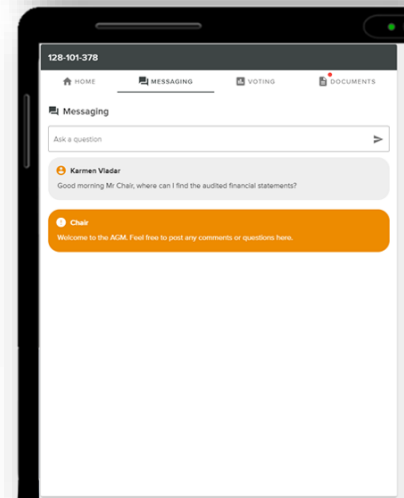 128-101-378
HOME MESSAGING VOTING DOCUMENTS
Messaging
Ask a question
Karmen Vladar
Good morning Mr Chair, where can I find the audited financial statements?
Chair
Welcome to the AGM. Feel free to post any comments or questions here.